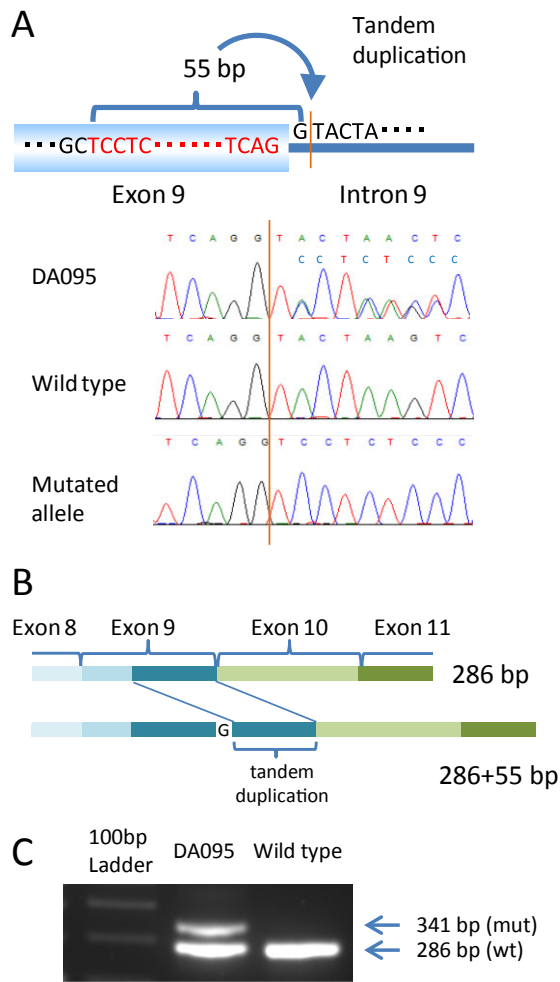 A
Tandem
duplication
55 bp
GCTCCTC TCAG
G TACTA
Exon 9
Intron 9
T C A G G T A C T A A C T C
C C T C T C C C
DA095
T C A G G T A C T A A G T C
Wild type
T C A G G T C C T C T C C C
Mutated
allele
B
Exon 8 Exon 9 Exon 10 Exon 11
286 bp
G
tandem
duplication
286+55 bp
C
100bp
Ladder
DA095
Wild type
341 bp (mut)
286 bp (wt)